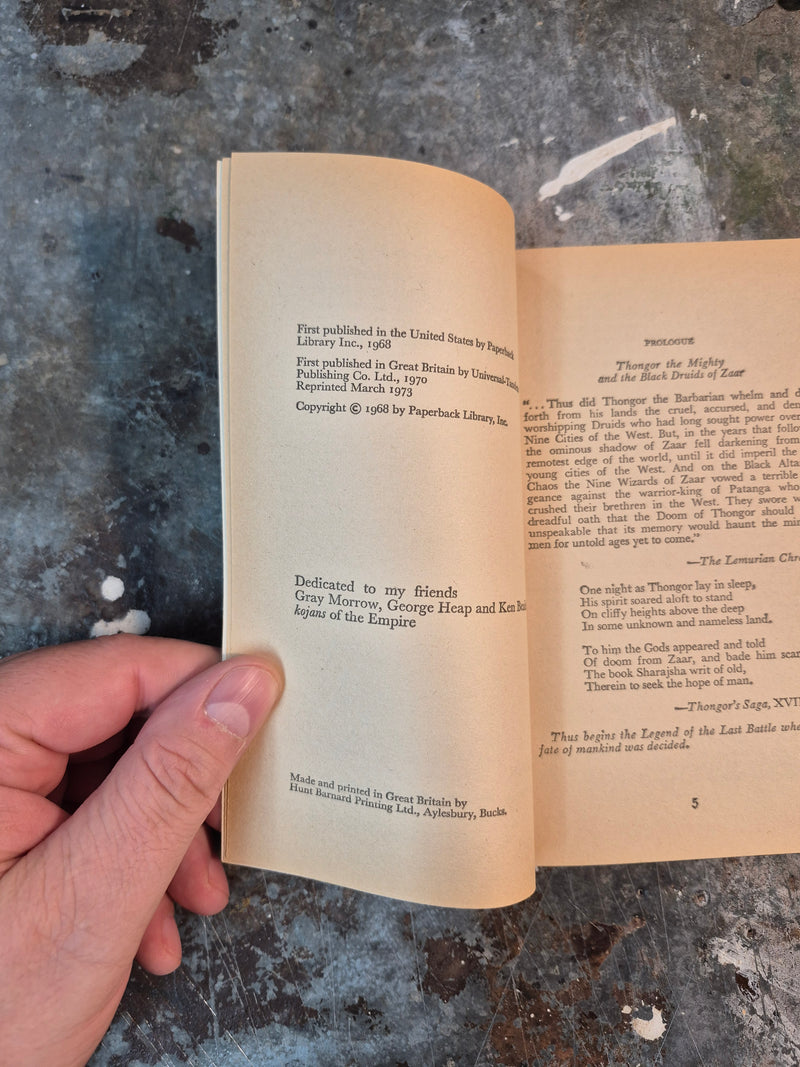 First published in the United States by Paperback
Library Inc., 1968
First published in Great Britain by Universal-Tandem
Publishing Co. Ltd., 1970
Reprinted March 1973
Copyright © 1968 by Paperback Library, Inc.
Dedicated to my friends
Gray Morrow, George Heap and Ken
kojans of the Empire
Made and printed in Great Britain by
Hunt Barnard Printing Ltd., Aylesbury, Bucks.
PROLOGUE
Thongor the Mighty
and the Black Druids of Zaar
“...Thus did Thongor the Barbarian whelm and
forth from his lands the cruel, accursed, and
worshipping Druids who had long sought power over
Nine Cities of the West. But, in the years that
the ominous shadow of Zaar fell darkening from
remotest edge of the world, until it did imperil the
young cities of the West. And on the Black
Chaos the Nine Wizards of Zaar vowed a terrible
geance against the warrior-king of Patanga who
crushed their brethren in the West. They swore
dreadful oath that the Doom of Thongor should
unspeakable that its memory would haunt the
men for untold ages yet to come.”
—The Lemurian
One night as Thongor lay in sleep,
His spirit soared aloft to stand
On cliffy heights above the deep
In some unknown and nameless land.
To him the Gods appeared and told
Of doom from Zaar, and bade him
The book Sharajsha writ of old,
Therein to seek the hope of man.
—Thongor's Saga,
Thus begins the Legend of the Last Battle
fate of mankind was decided.
5